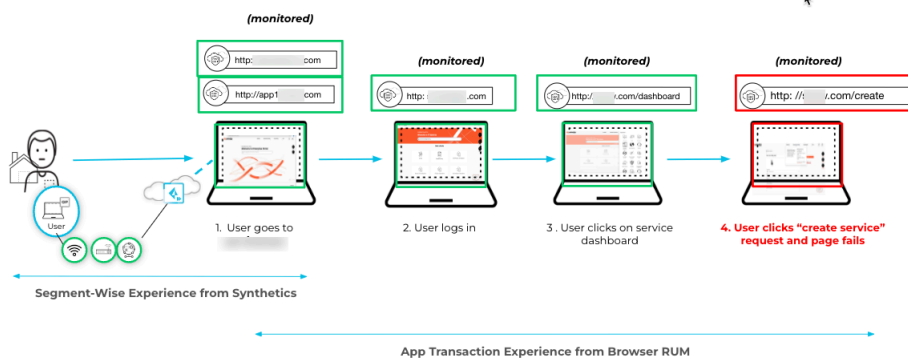 (monitored)
http: com
(monitored)
(monitored)
(monitored)
http://app1 com
http: .com
http:/ .com/dashboard
http: //s .com/create
User
1. User goes to
2. User logs in
3 . User clicks on service
dashboard
4. User clicks “create service”
request and page fails
Segment-Wise Experience from Synthetics
App Transaction Experience from Browser RUM